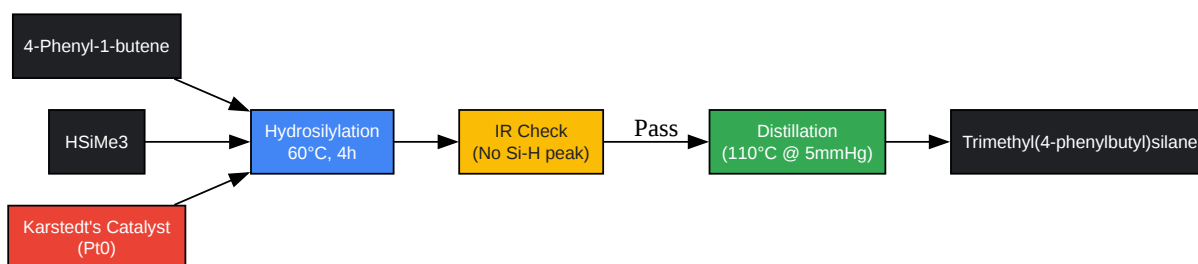 4-Phenyl-1-butene
HSiMe3
Karstedt's Catalyst
(Pt0)
Hydrosilylation
60°C, 4h
IR Check
(No Si-H peak)
Pass
Distillation
(110°C @ 5mmHg)
Trimethyl(4-phenylbutyl)silane